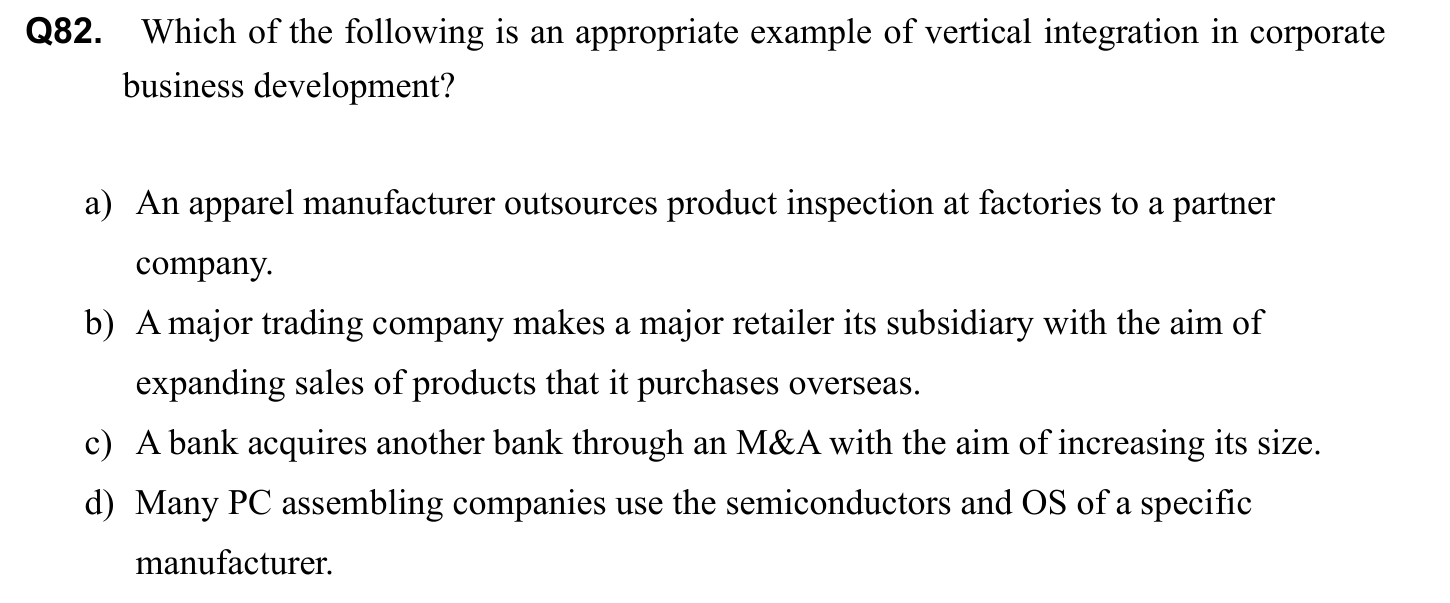 Q82. Which of the following is an appropriate example of vertical integration in corporate
business development?
a) An apparel manufacturer outsources product inspection at factories to a partner
company.
b) A major trading company makes a major retailer its subsidiary with the aim of
expanding sales of products that it purchases overseas.
c) A bank acquires another bank through an M&A with the aim of increasing its size.
d) Many PC assembling companies use the semiconductors and OS of a specific
manufacturer.